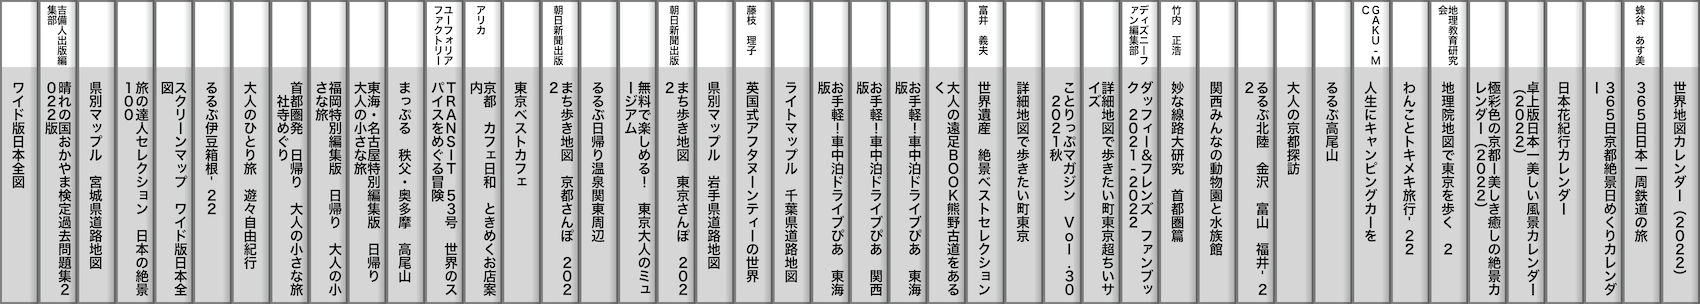 世界地図カレンダー（２０２２）
蜂谷　あす美
３６５日日本一周鉄道の旅
３６５日京都絶景日めくりカレンダ
ー
日本花紀行カレンダー
卓上版日本一美しい風景カレンダー
（２０２２）
極彩色の京都ー美しき癒しの絶景カ
レンダー（２０２２）
地理教育研究
会
地理院地図で東京を歩く　２
わんことトキメキ旅行’２２
ＧＡＫＵ‐Ｍ
Ｃ
人生にキャンピングカーを
るるぶ高尾山
大人の京都探訪
るるぶ北陸　金沢　富山　福井’２
２
関西みんなの動物園と水族館
竹内　正浩
妙な線路大研究　首都圏篇
ディズニーフ
ァン編集部
ダッフィー＆フレンズ　ファンブッ
ク　２０２１‐２０２２
詳細地図で歩きたい町東京超ちいサ
イズ
ことりっぷマガジン　Ｖｏｌ．３０
　２０２１秋
詳細地図で歩きたい町東京
富井　義夫
世界遺産　絶景ベストセレクション
大人の遠足ＢＯＯＫ熊野古道をある
く
お手軽！車中泊ドライブぴあ　東海
版
お手軽！車中泊ドライブぴあ　関西
版
お手軽！車中泊ドライブぴあ　東海
版
ライトマップル　千葉県道路地図
藤枝　理子
英国式アフタヌーンティーの世界
県別マップル　岩手県道路地図
朝日新聞出版
まち歩き地図　東京さんぽ　２０２
２
無料で楽しめる！　東京大人のミュ
ージアム
るるぶ日帰り温泉関東周辺
朝日新聞出版
まち歩き地図　京都さんぽ　２０２
２
東京ベストカフェ
アリカ
京都　カフェ日和　ときめくお店案
内
ユーフォリア
ファクトリー
ＴＲＡＮＳＩＴ　５３号　世界のス
パイスをめぐる冒険
まっぷる　秩父・奥多摩　高尾山
東海・名古屋特別編集版　日帰り
大人の小さな旅
福岡特別編集版　日帰り　大人の小
さな旅
首都圏発　日帰り　大人の小さな旅
　社寺めぐり
大人のひとり旅　遊々自由紀行
るるぶ伊豆箱根’２２
スクリーンマップ　ワイド版日本全
図
旅の達人セレクション　日本の絶景
１００
県別マップル　宮城県道路地図
吉備人出版編
集部
晴れの国おかやま検定過去問題集２
０２２版
ワイド版日本全図